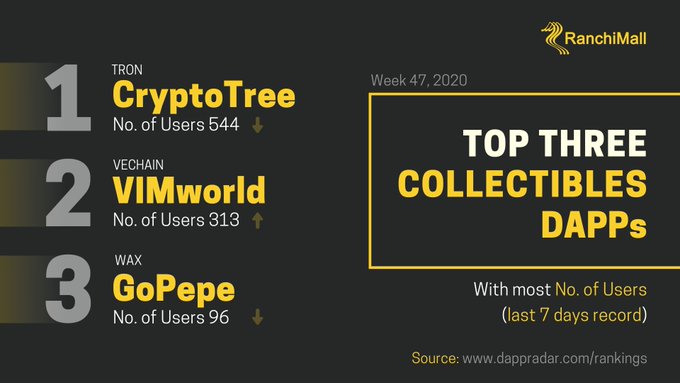 RanchiMall
Week 47, 2020
TOP THREE
COLLECTIBLES
DAPPs
With most No. of Users
(last 7 days record)
1
TRON
CryptoTree
No. of Users 544
2
VECHAIN
VIMworld
No. of Users 313
3
WAX
GoPepe
No. of Users 96
Source: www.dappradar.com/rankings